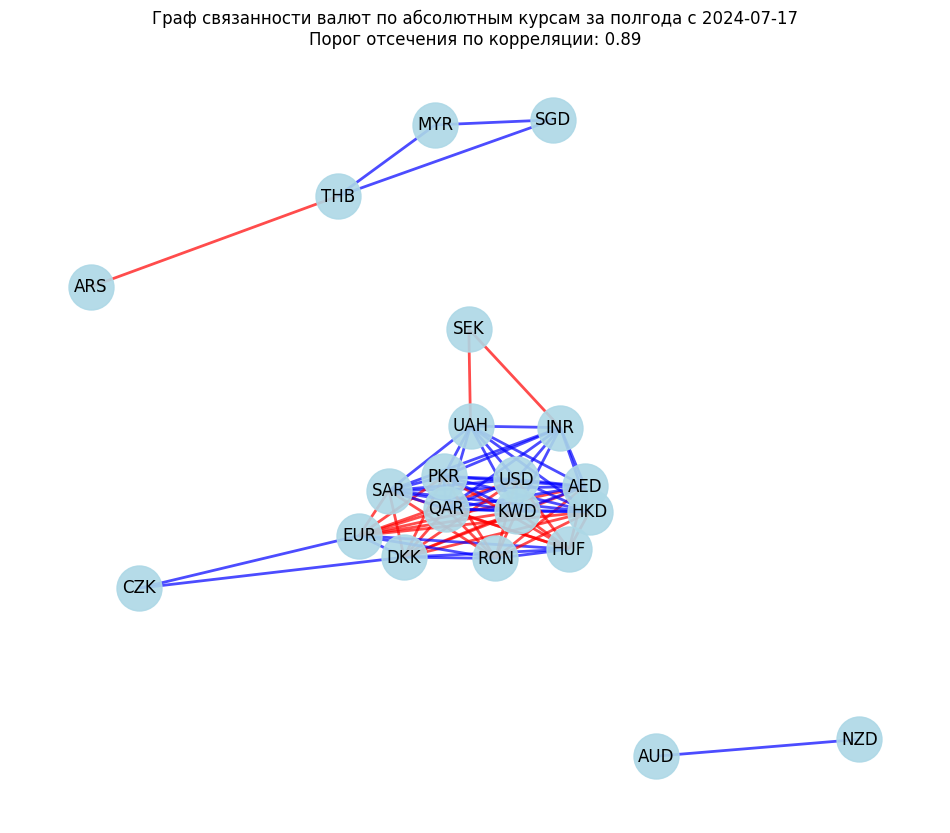 Граф связанности валют по абсолютным курсам за полгода с 2024-07-17
Порог отсечения по корреляции: 0.89
MYR
SGD
THB
ARS
SEK
UAH
INR
PKR
USD
SAR
AED
QAR
KWD
HKD
EUR
DKK
RON
HUF
CZK
AUD
NZD